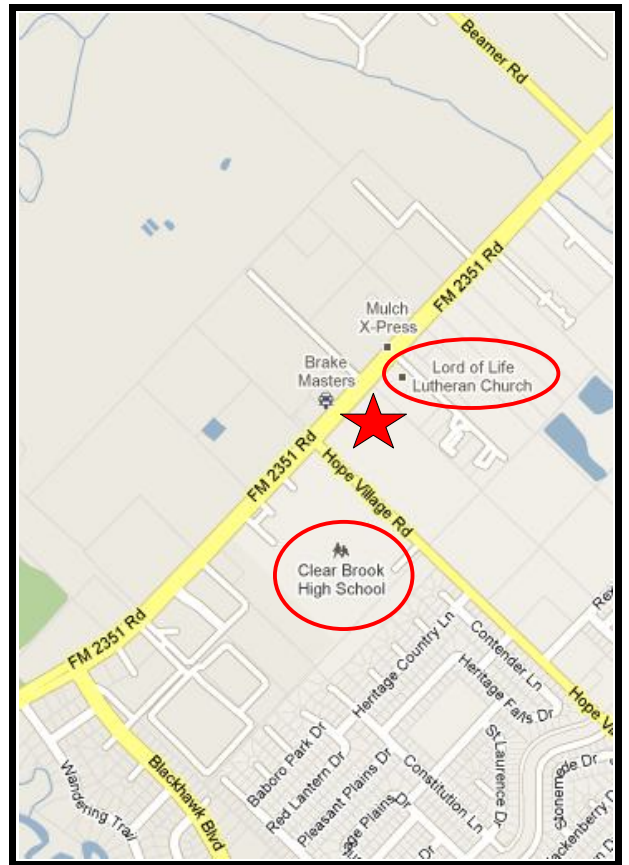 Beamer Rd
FM 2351 Rd
Mulch
X-Press
Lord of Life
Lutheran Church
Brake
Masters
FM 2351 Rd
Hope Village Rd
Clear Brook
High School
FM 2351 Rd
Contender Ln
Heritage Country Ln
Heritage Falls Dr
Baboro Park Dr
Red Lantern Dr
Pleasant Plains Dr
Constitution Ln
St Laurence Dr
Blackhawk Blvd
Wandering Trail